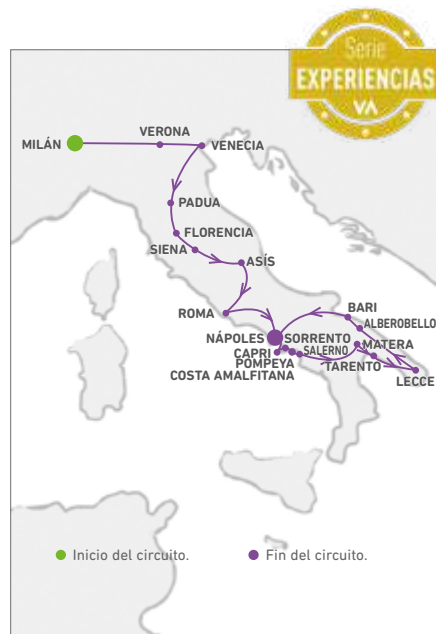 Serie
EXPERIENCIAS
VA
VERONA
MILÁN
VENECIA
PADUA
FLORENCIA
SIENA
ASÍS
ROMA
BARI
ALBEROBELLO
NÁPOLES
SORRENTO
MATERA
CAPRI
SALERNO
POMPEYA
TARENTO
COSTA AMALFITANA
LECCE
Inicio del circuito.
Fin del circuito.